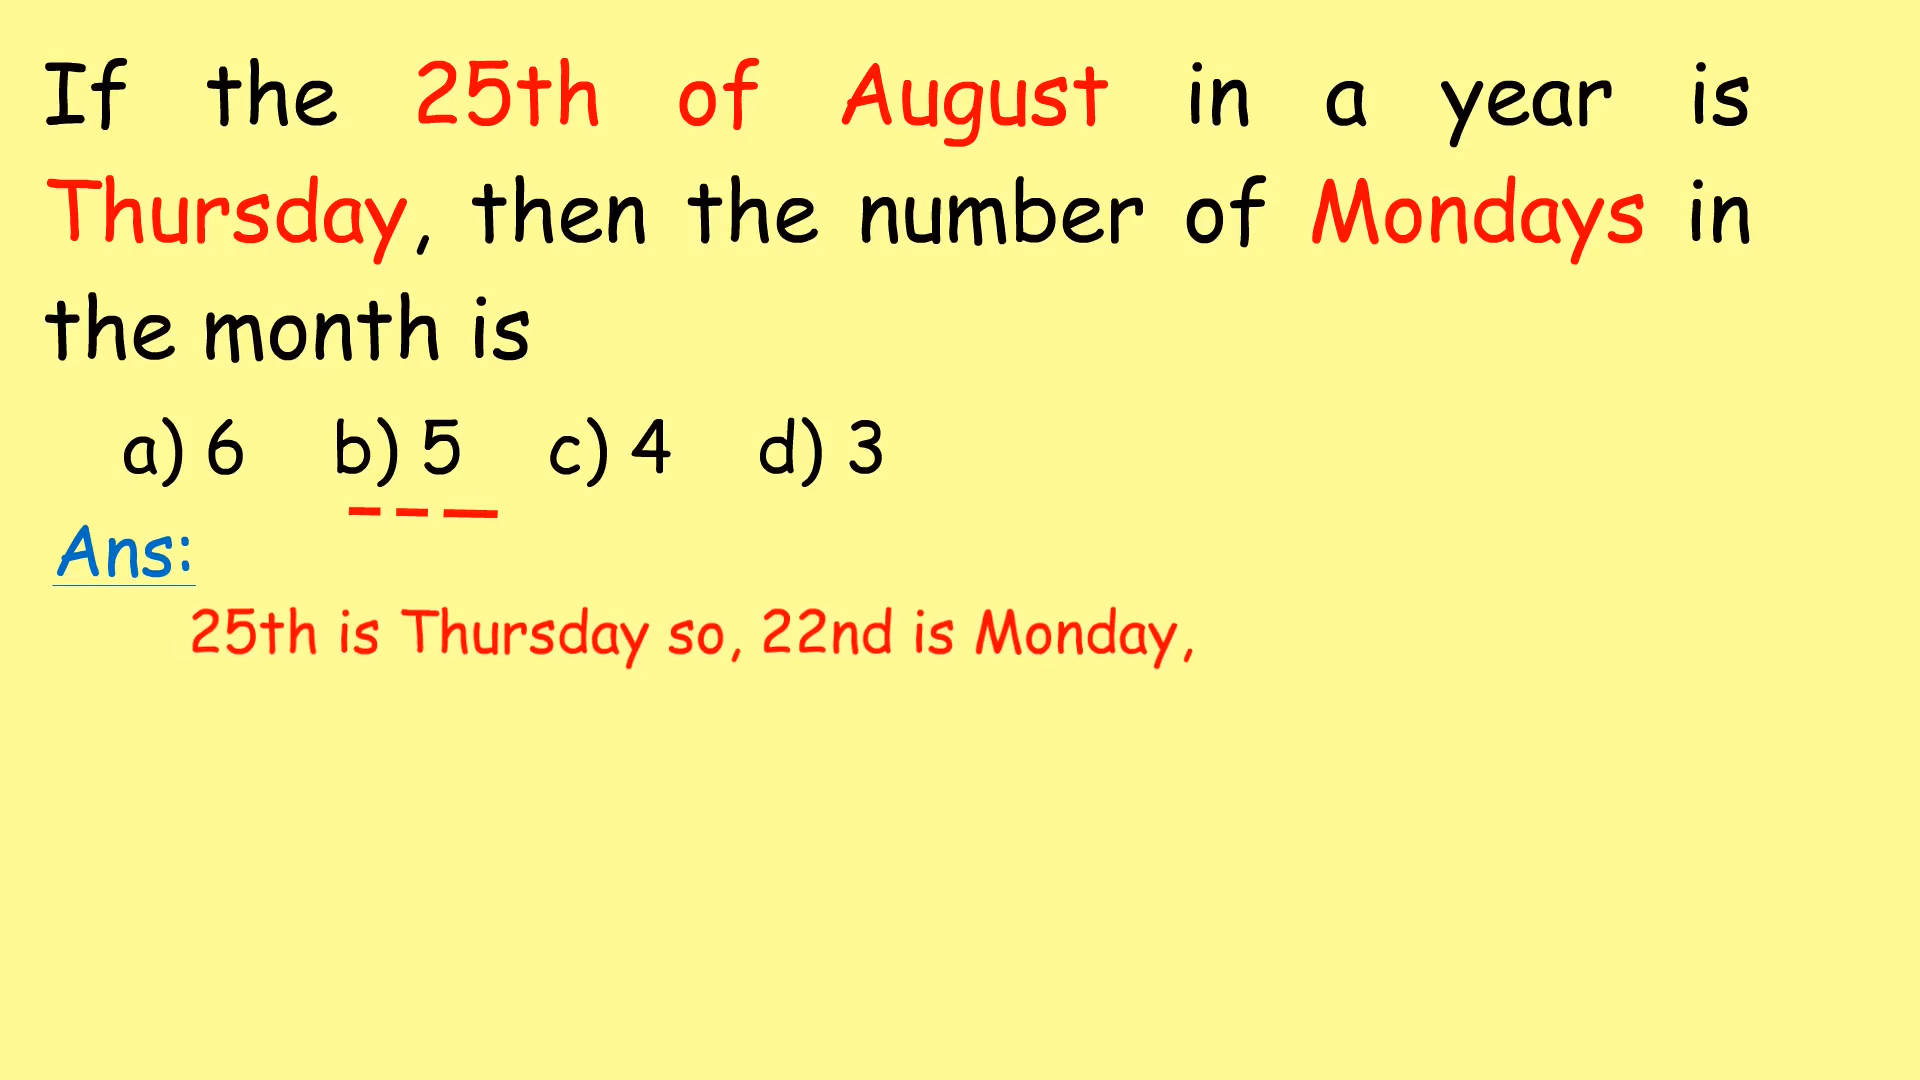 If the 25th of August in a year is
Thursday, then the number of Mondays in
the month is
a) 6 b) 5 c) 4 d) 3
Ans:
25th is Thursday so, 22nd is Monday,